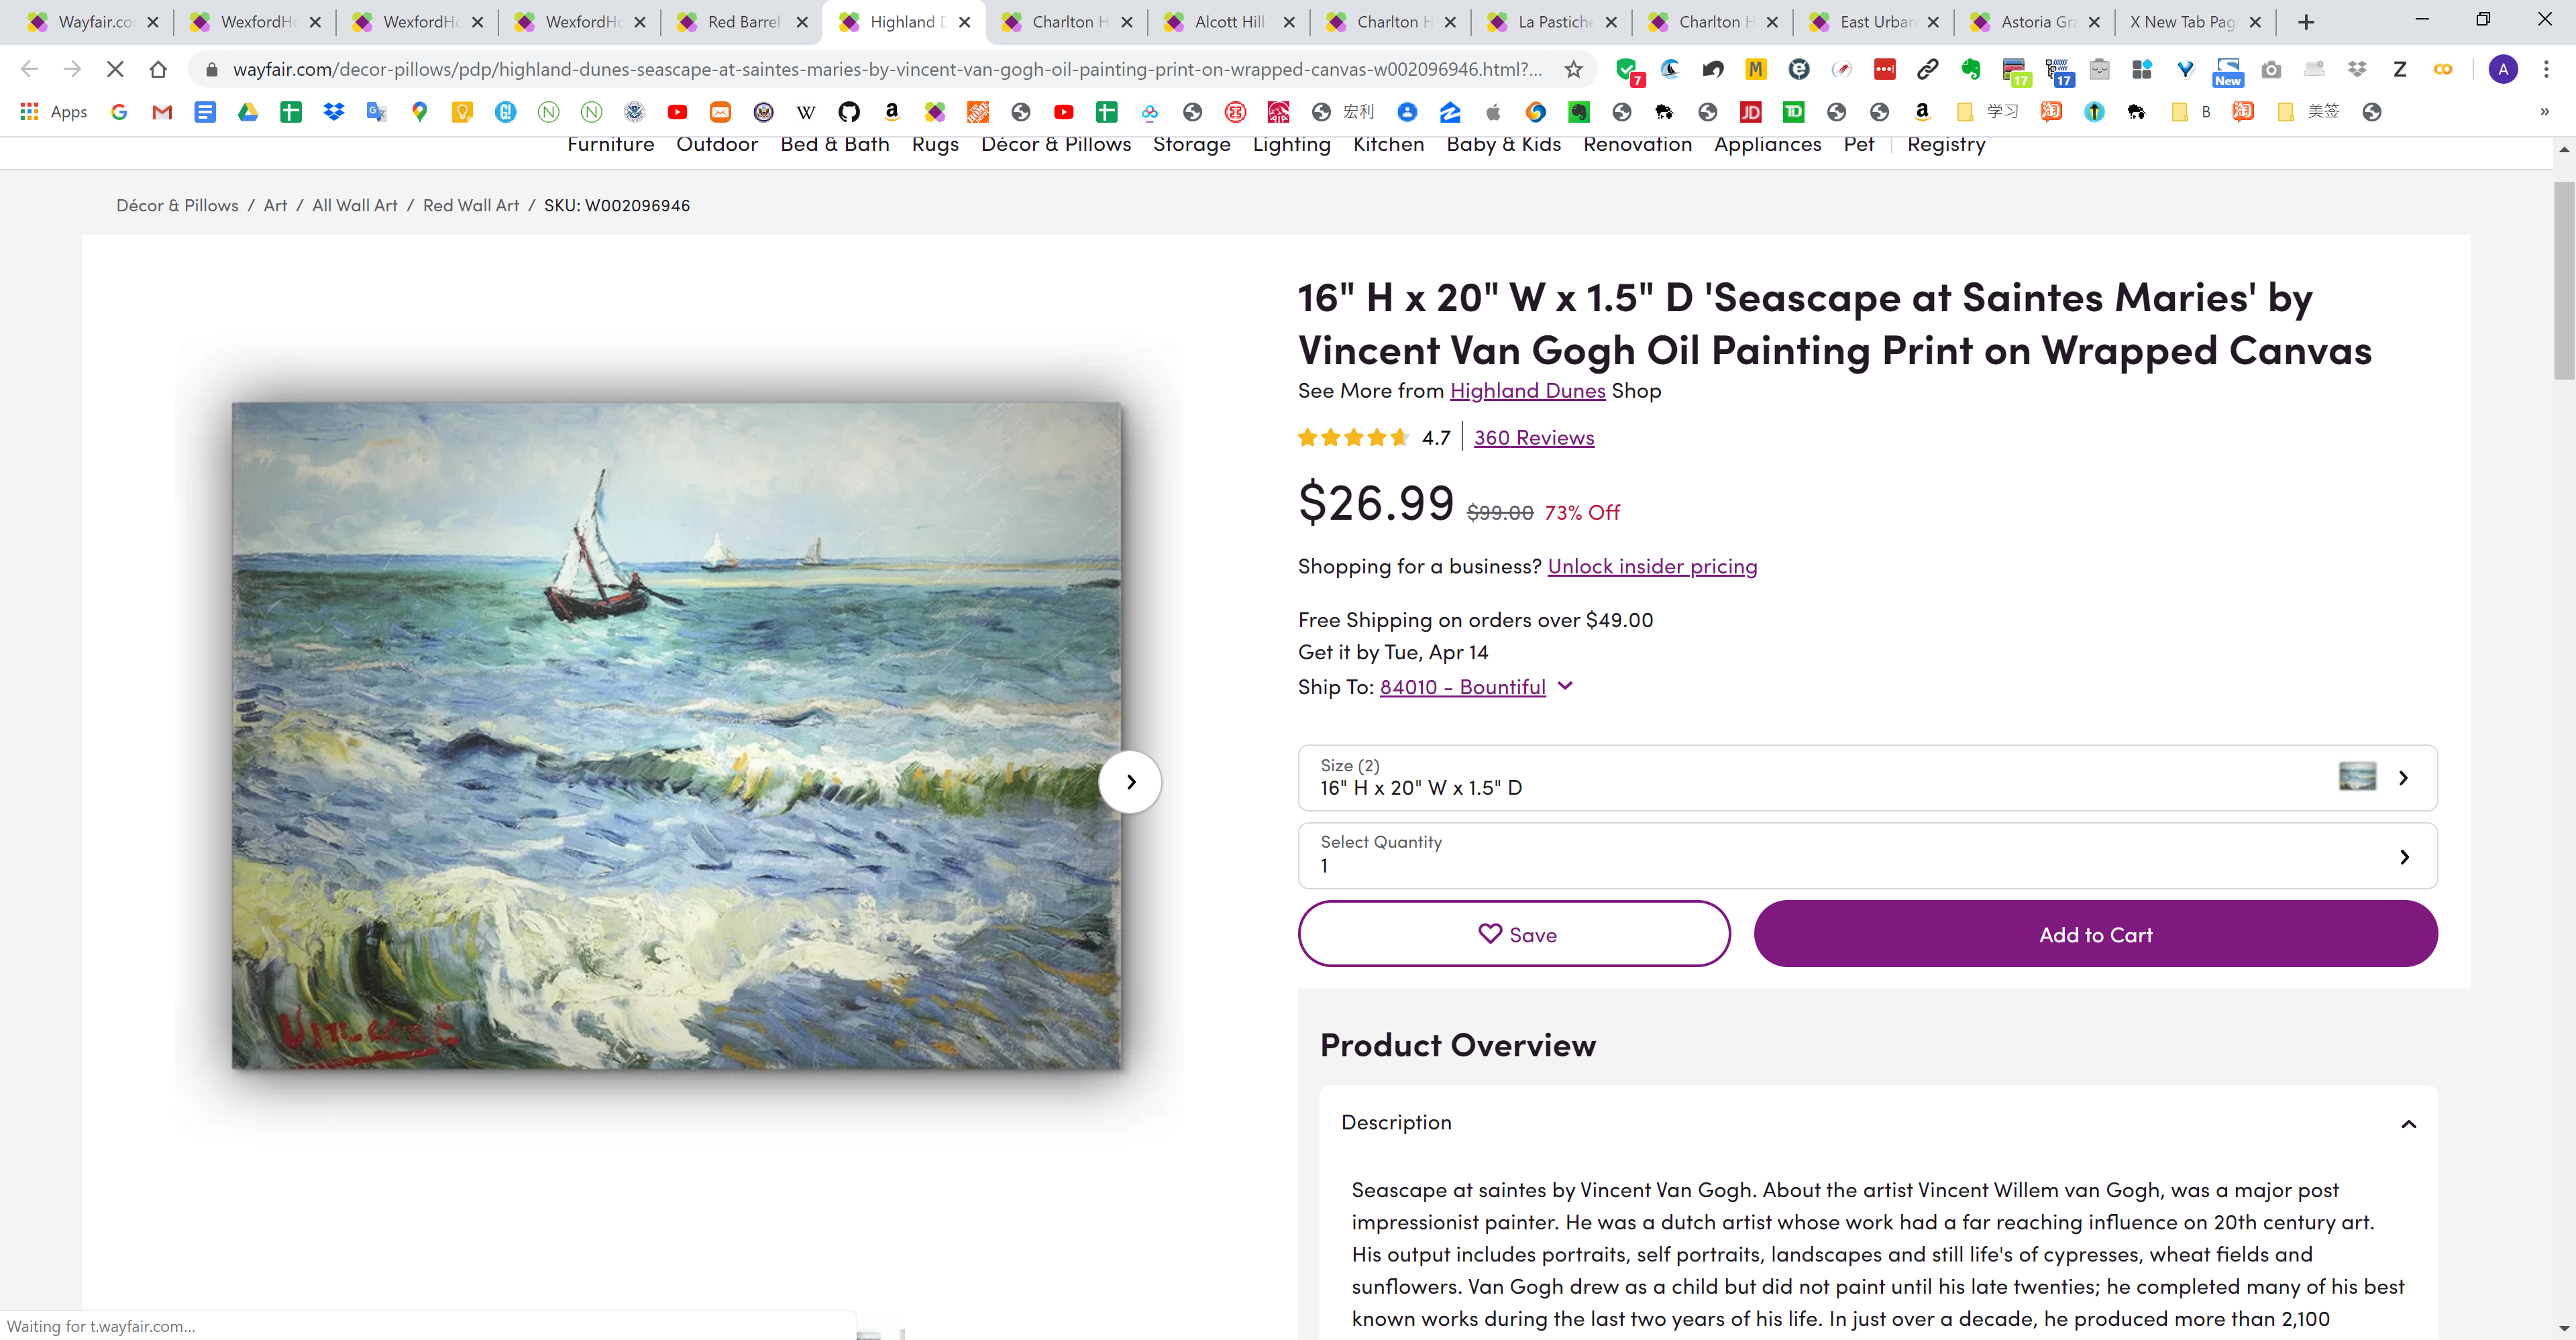 Wayfair.co
WexfordHo
WexfordHo
WexfordHo
Red Barrel
Highland D
Charlton H
Alcott Hill
Charlton H
La Pastiche
Charlton H
East Urban
Astoria Gra
X New Tab Pag
wayfair.com/decor-pillows/pdp/highland-dunes-seascape-at-saintes-maries-by-vincent-van-gogh-oil-painting-print-on-wrapped-canvas-w002096946.html?...
7
17
17
New
A
Apps
宏利
学习
B
美签
»
Furniture Outdoor Bed & Bath Rugs Décor & Pillows Storage Lighting Kitchen Baby & Kids Renovation Appliances Pet Registry
Décor & Pillows / Art / All Wall Art / Red Wall Art / SKU: W002096946
16" H x 20" W x 1.5" D 'Seascape at Saintes Maries' by
Vincent Van Gogh Oil Painting Print on Wrapped Canvas
See More from Highland Dunes Shop
4.7 360 Reviews
$26.99 $99.00 73% Off
Shopping for a business? Unlock insider pricing
Free Shipping on orders over $49.00
Get it by Tue, Apr 14
Ship To: 84010 - Bountiful
Size (2)
16" H x 20" W x 1.5" D
Select Quantity
1
Save
Add to Cart
Vincent
Product Overview
Description
Seascape at saintes by Vincent Van Gogh. About the artist Vincent Willem van Gogh, was a major post
impressionist painter. He was a dutch artist whose work had a far reaching influence on 20th century art.
His output includes portraits, self portraits, landscapes and still life's of cypresses, wheat fields and
sunflowers. Van Gogh drew as a child but did not paint until his late twenties; he completed many of his best
known works during the last two years of his life. In just over a decade, he produced more than 2,100
Waiting for t.wayfair.com...